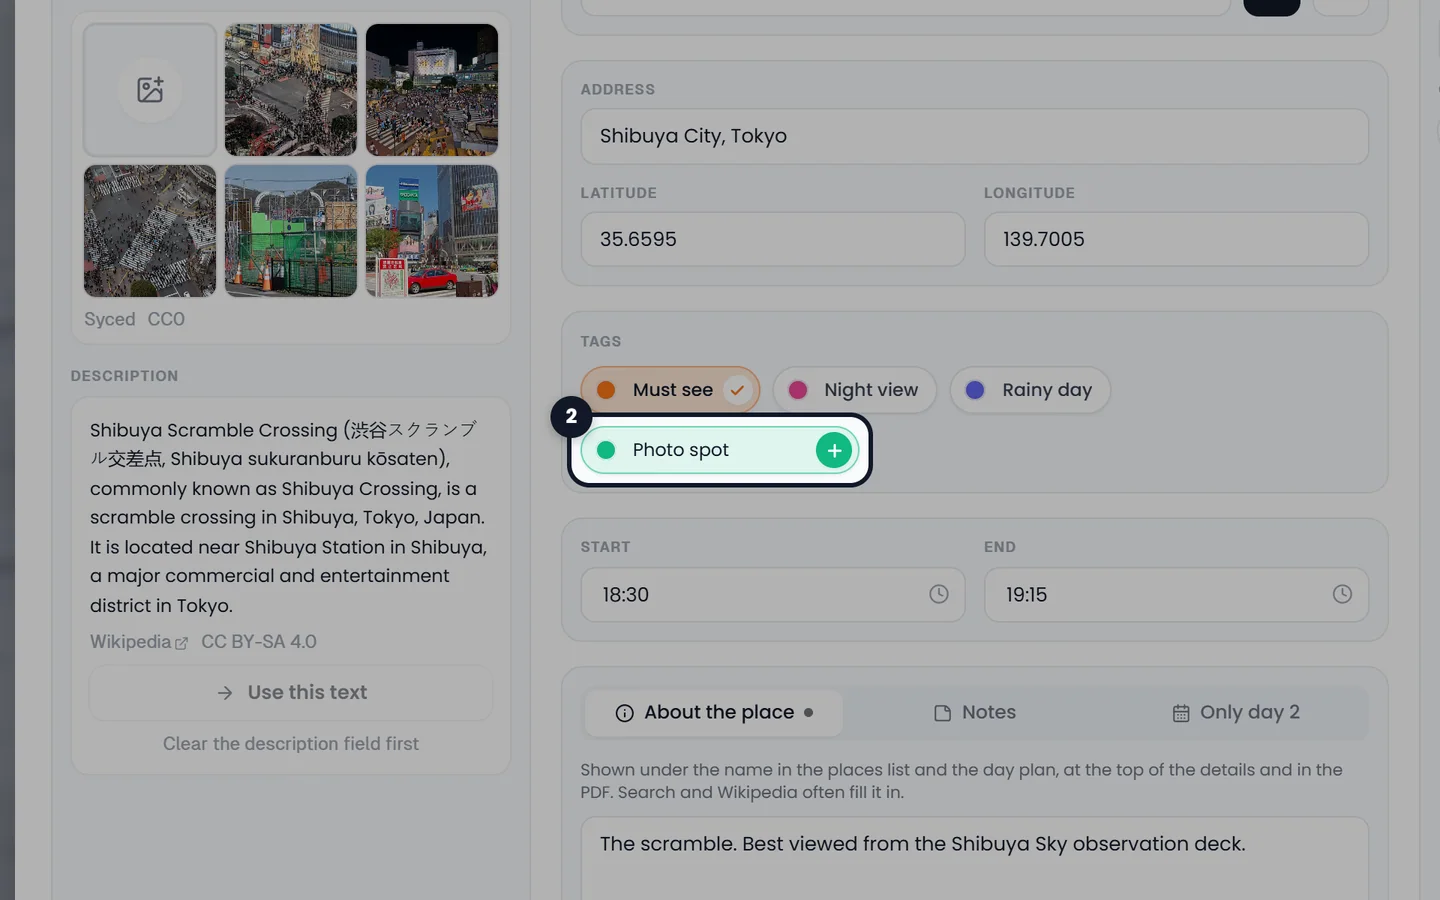 Syced CC0
DESCRIPTION
Shibuya Scramble Crossing (渋谷スクランブ
ル交差点, Shibuya sukuranburu kōsaten),
commonly known as Shibuya Crossing, is a
scramble crossing in Shibuya, Tokyo, Japan.
It is located near Shibuya Station in Shibuya,
a major commercial and entertainment
district in Tokyo.
Wikipedia CC BY-SA 4.0
Use this text
Clear the description field first
ADDRESS
Shibuya City, Tokyo
LATITUDE
LONGITUDE
35.6595
139.7005
TAGS
Must see
Night view
Rainy day
2
Photo spot
START
END
18:30
19:15
About the place
Notes
Only day 2
Shown under the name in the places list and the day plan, at the top of the details and in the
PDF. Search and Wikipedia often fill it in.
The scramble. Best viewed from the Shibuya Sky observation deck.